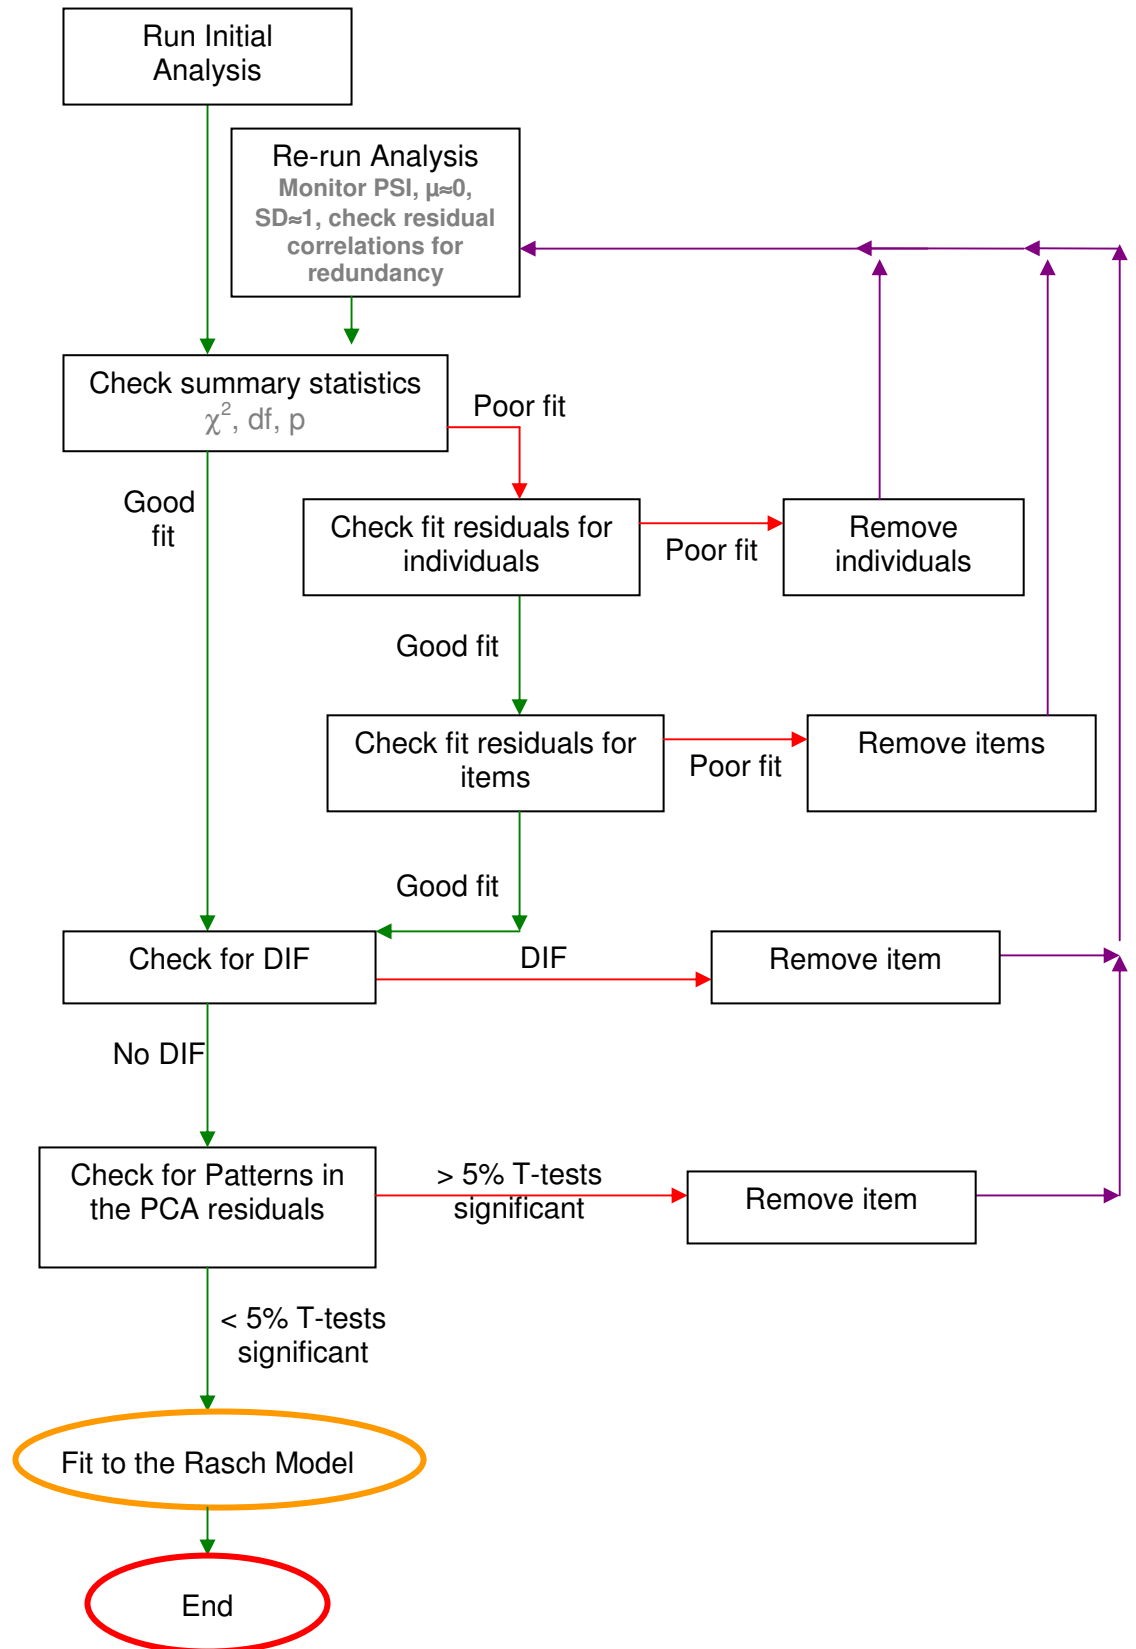 Run Initial
Analysis
Re-run Analysis
Monitor PSI, μ≈0,
SD≈1, check residual
correlations for
redundancy
Check summary statistics
χ², df, p
Poor fit
Good
fit
Check fit residuals for
individuals
Poor fit
Remove
individuals
Good fit
Check fit residuals for
items
Poor fit
Remove items
Good fit
Check for DIF
DIF
Remove item
No DIF
Check for Patterns in
the PCA residuals
> 5% T-tests
significant
Remove item
< 5% T-tests
significant
Fit to the Rasch Model
End